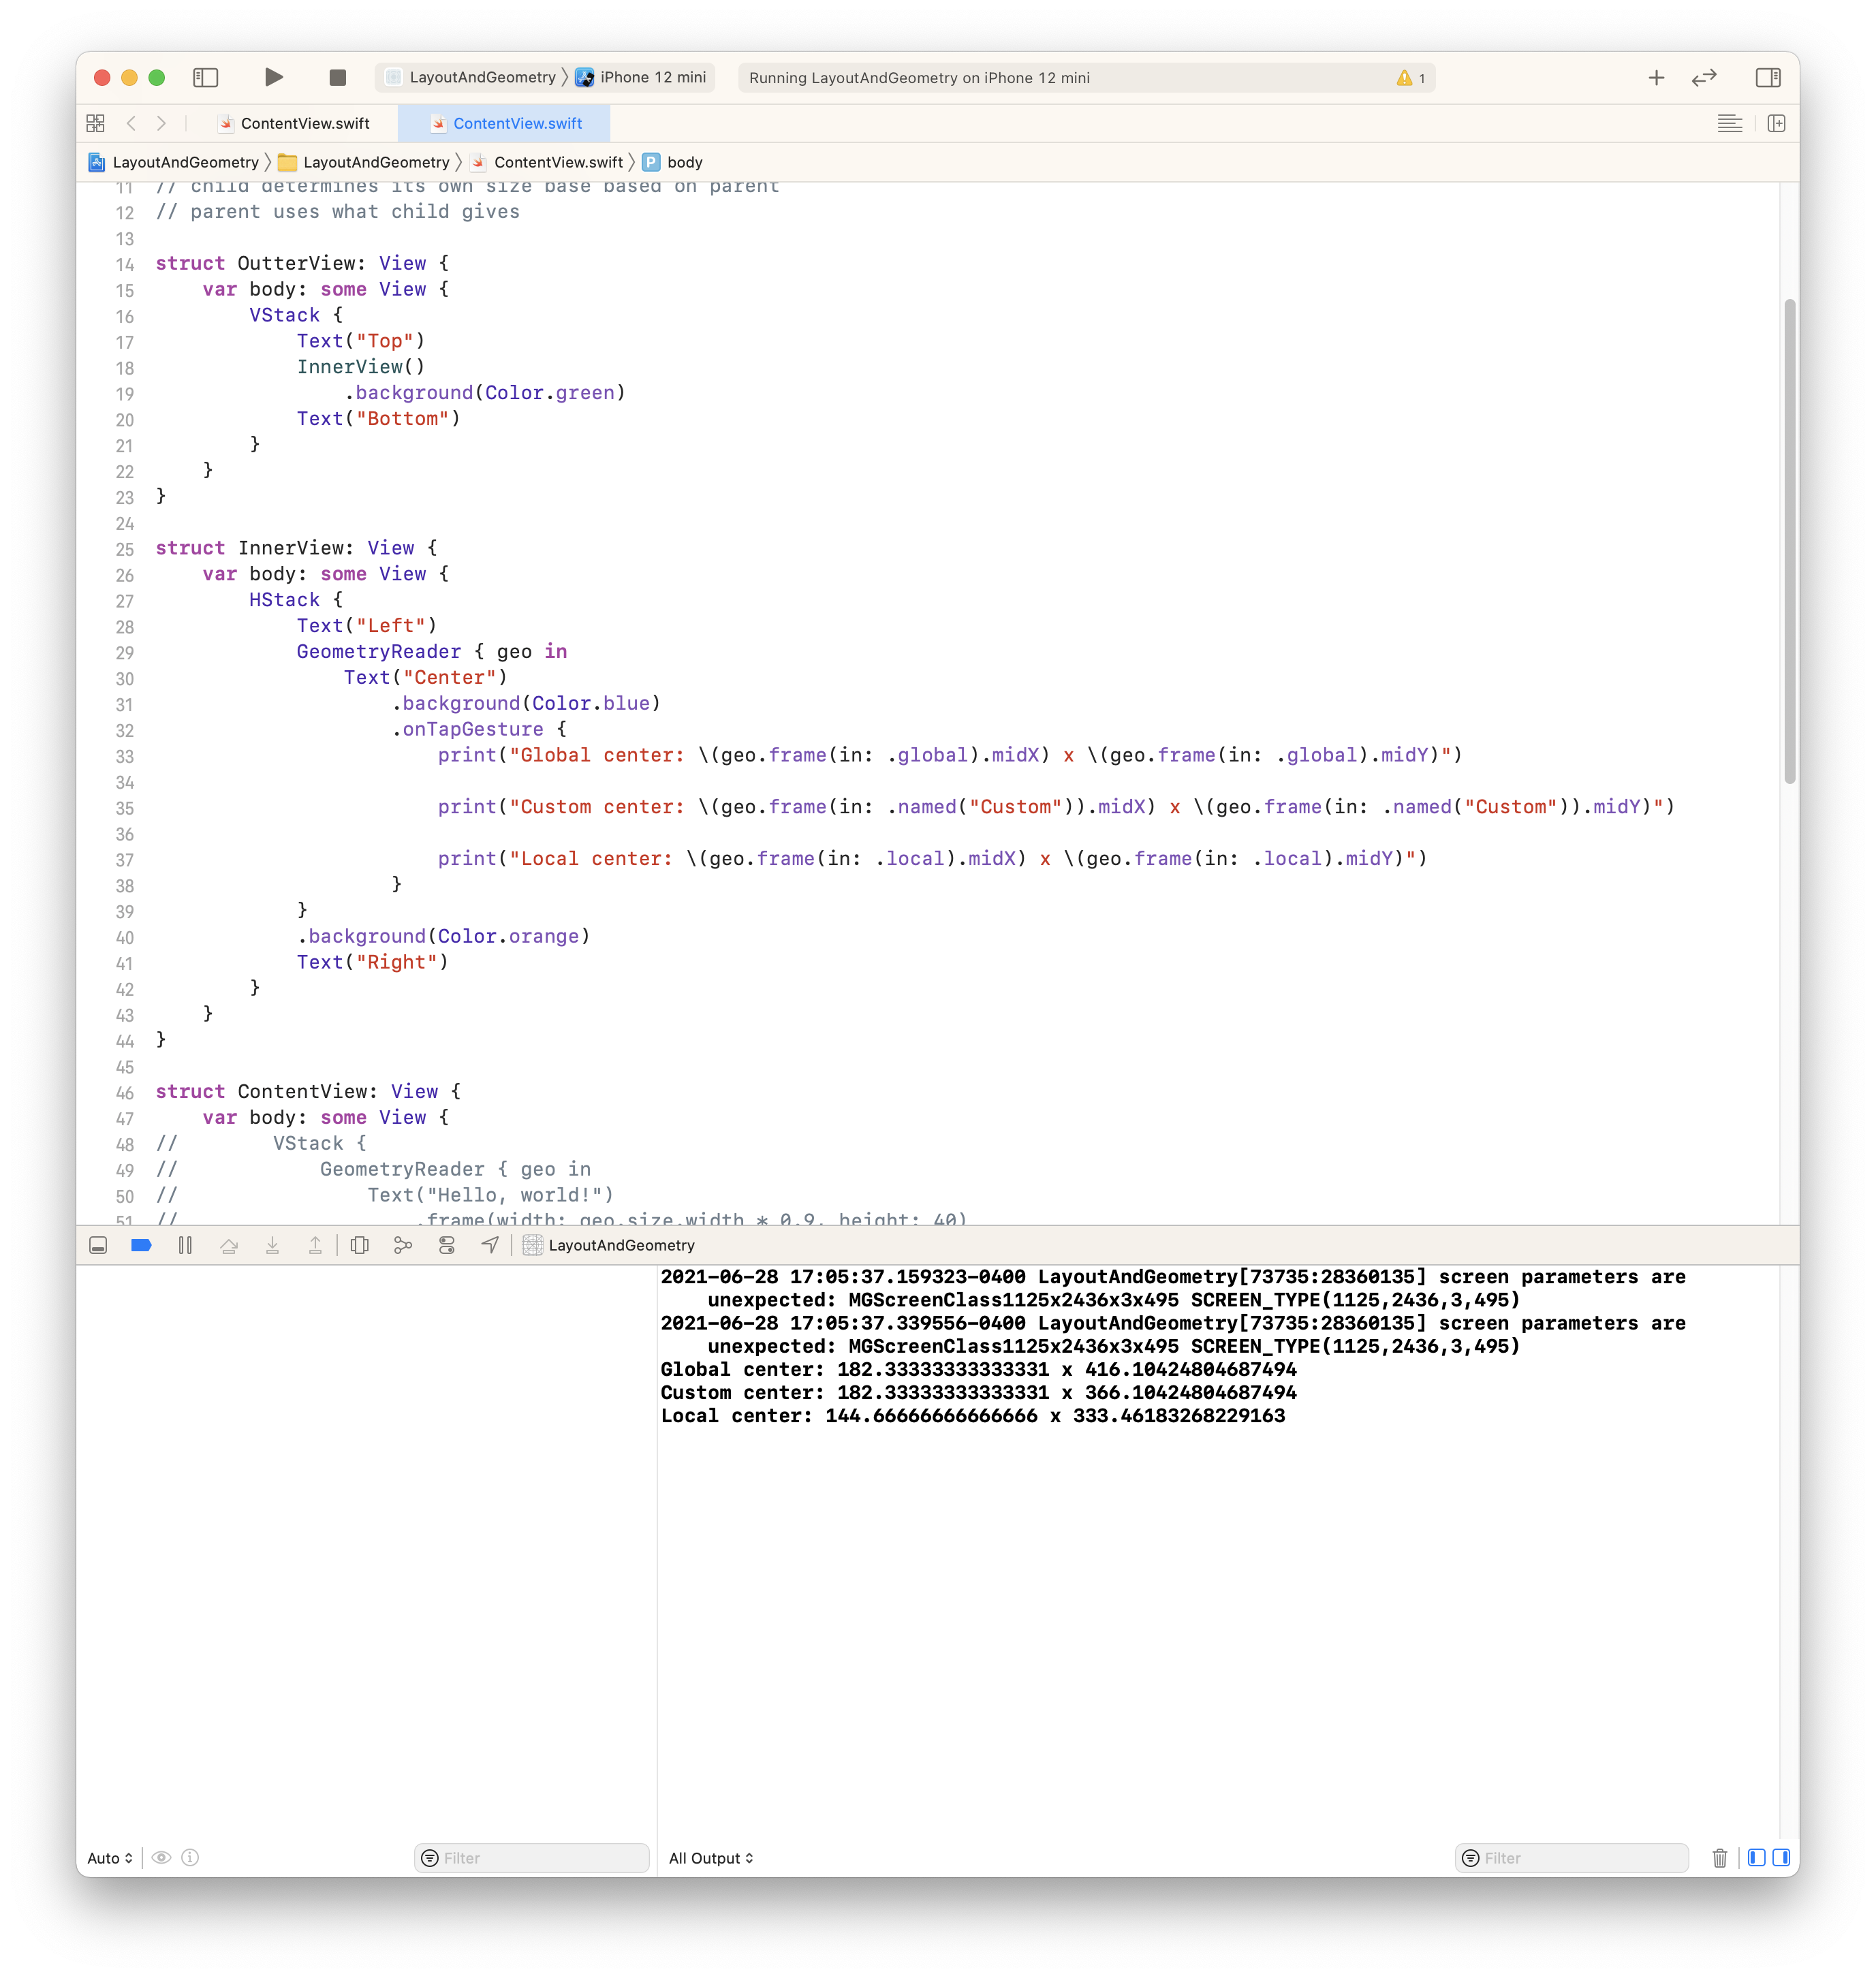 LayoutAndGeometry 〉 iPhone 12 mini
Running LayoutAndGeometry on iPhone 12 mini
1
ContentView.swift
ContentView.swift
LayoutAndGeometry 〉 LayoutAndGeometry 〉 ContentView.swift 〉 P body
11 // child determines its own size base based on parent
12 // parent uses what child gives
13
14 struct OutterView: View {
15     var body: some View {
16         VStack {
17             Text("Top")
18             InnerView()
19                 .background(Color.green)
20             Text("Bottom")
21         }
22     }
23 }
24
25 struct InnerView: View {
26     var body: some View {
27         HStack {
28             Text("Left")
29             GeometryReader { geo in
30                 Text("Center")
31                     .background(Color.blue)
32                     .onTapGesture {
33                         print("Global center: \(geo.frame(in: .global).midX) x \(geo.frame(in: .global).midY)")
34
35                         print("Custom center: \(geo.frame(in: .named("Custom")).midX) x \(geo.frame(in: .named("Custom")).midY)")
36
37                         print("Local center: \(geo.frame(in: .local).midX) x \(geo.frame(in: .local).midY)")
38                     }
39             }
40             .background(Color.orange)
41             Text("Right")
42         }
43     }
44 }
45
46 struct ContentView: View {
47     var body: some View {
48 //        VStack {
49 //            GeometryReader { geo in
50 //                Text("Hello, world!")
51 //                    .frame(width: geo.size.width * 0.9, height: 40)
LayoutAndGeometry
2021-06-28 17:05:37.159323-0400 LayoutAndGeometry[73735:28360135] screen parameters are
unexpected: MGScreenClass1125x2436x3x495 SCREEN_TYPE(1125,2436,3,495)
2021-06-28 17:05:37.339556-0400 LayoutAndGeometry[73735:28360135] screen parameters are
unexpected: MGScreenClass1125x2436x3x495 SCREEN_TYPE(1125,2436,3,495)
Global center: 182.33333333333331 x 416.10424804687494
Custom center: 182.33333333333331 x 366.10424804687494
Local center: 144.66666666666666 x 333.46183268229163
Auto
Filter
All Output
Filter